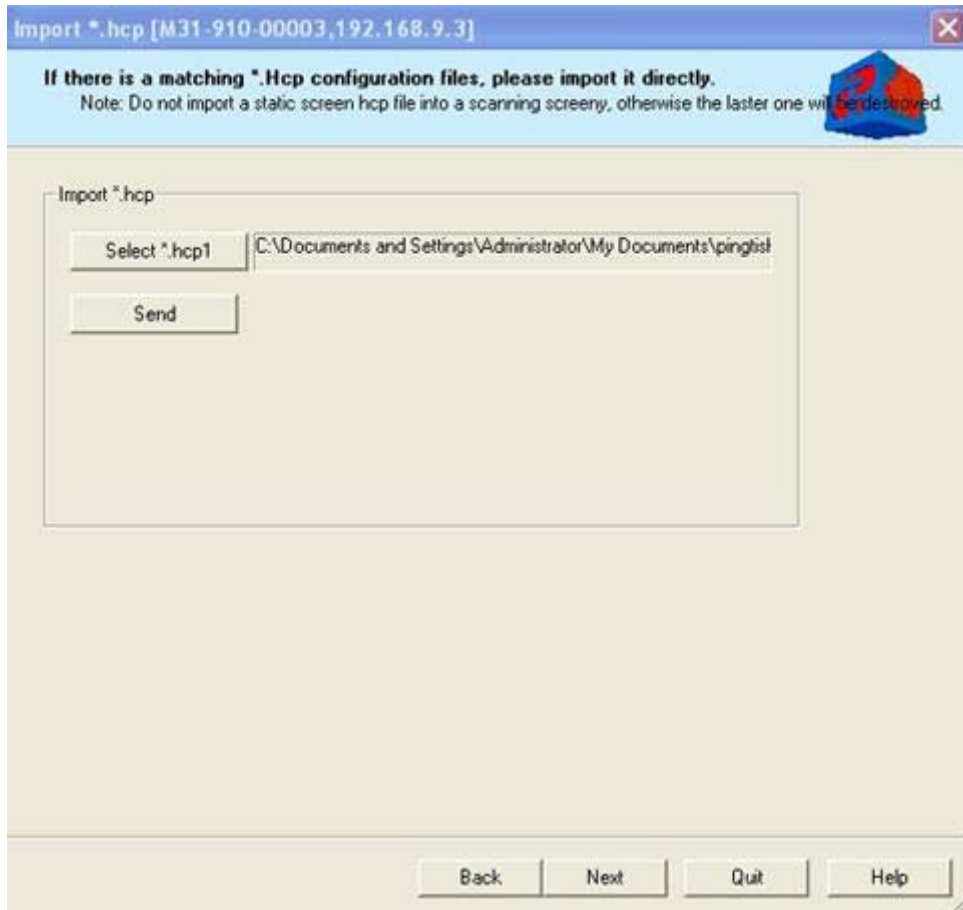 Import *.hcp [M31-910-00003,192.168.9.3]
If there is a matching *.Hcp configuration files, please import it directly.
Note: Do not import a static screen hcp file into a scanning screeny, otherwise the laster one will be destroyed.
Import *.hcp
Select *.hcp1
C:\Documents and Settings\Administrator\My Documents\pingtish
Send
Back
Next
Quit
Help